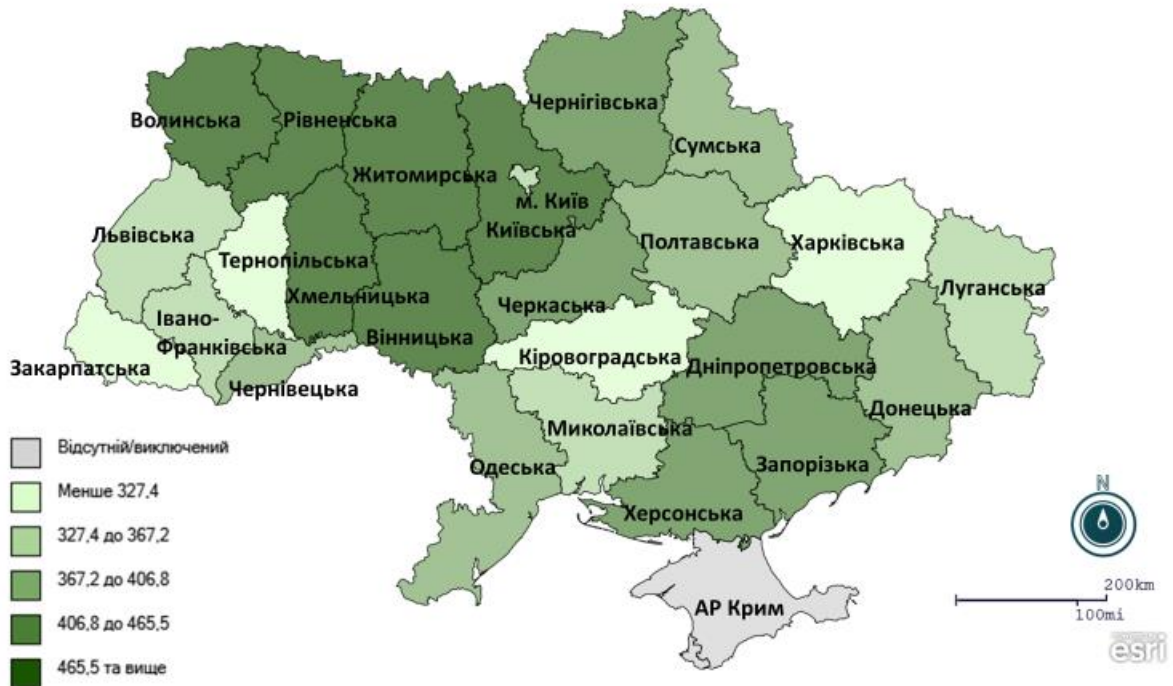 Чернігівська
Волинська
Рівненська
Сумська
Житомирська
м. Київ
Київська
Львівська
Полтавська
Харківська
Тернопільська
Луганська
Хмельницька
Черкаська
Івано-
Франківська
Вінницька
Кіровоградська
Закарпатська
Дніпропетровська
Чернівецька
Донецька
Миколаївська
Одеська
Запорізька
Херсонська
АР Крим
Відсутній/виключений
Менше 327,4
327,4 до 367,2
367,2 до 406,8
406,8 до 465,5
465,5 та вище
N
200km
100mi
esri